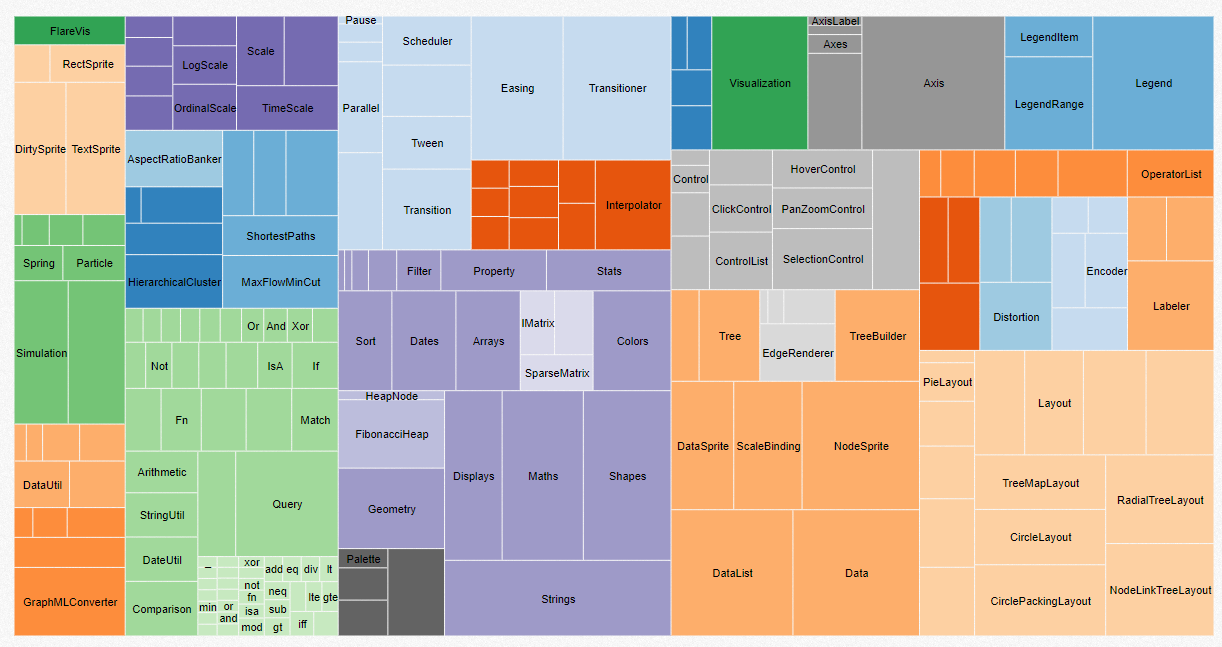 FlareVis
RectSprite
DirtySprite
TextSprite
Spring
Particle
Simulation
DataUtil
GraphMLConverter
Scale
LogScale
OrdinalScale
TimeScale
AspectRatioBanker
ShortestPaths
HierarchicalCluster
MaxFlowMinCut
Or
And
Xor
Not
IsA
If
Fn
Match
Arithmetic
StringUtil
Query
DateUtil
Comparison
–
xor
add
eq
div
lt
not
fn
neq
lte
gte
min
or
isa
sub
and
mod
gt
iff
Pause
Scheduler
Parallel
Tween
Transition
Easing
Transitioner
Interpolator
Filter
Property
Stats
Sort
Dates
Arrays
IMatrix
SparseMatrix
Colors
HeapNode
FibonacciHeap
Geometry
Displays
Maths
Shapes
Palette
Strings
Visualization
AxisLabel
Axes
Axis
LegendItem
LegendRange
Legend
Control
HoverControl
ClickControl
PanZoomControl
ControlList
SelectionControl
OperatorList
Encoder
Distortion
Labeler
Tree
EdgeRenderer
TreeBuilder
DataSprite
ScaleBinding
NodeSprite
DataList
Data
PieLayout
Layout
TreeMapLayout
RadialTreeLayout
CircleLayout
CirclePackingLayout
NodeLinkTreeLayout